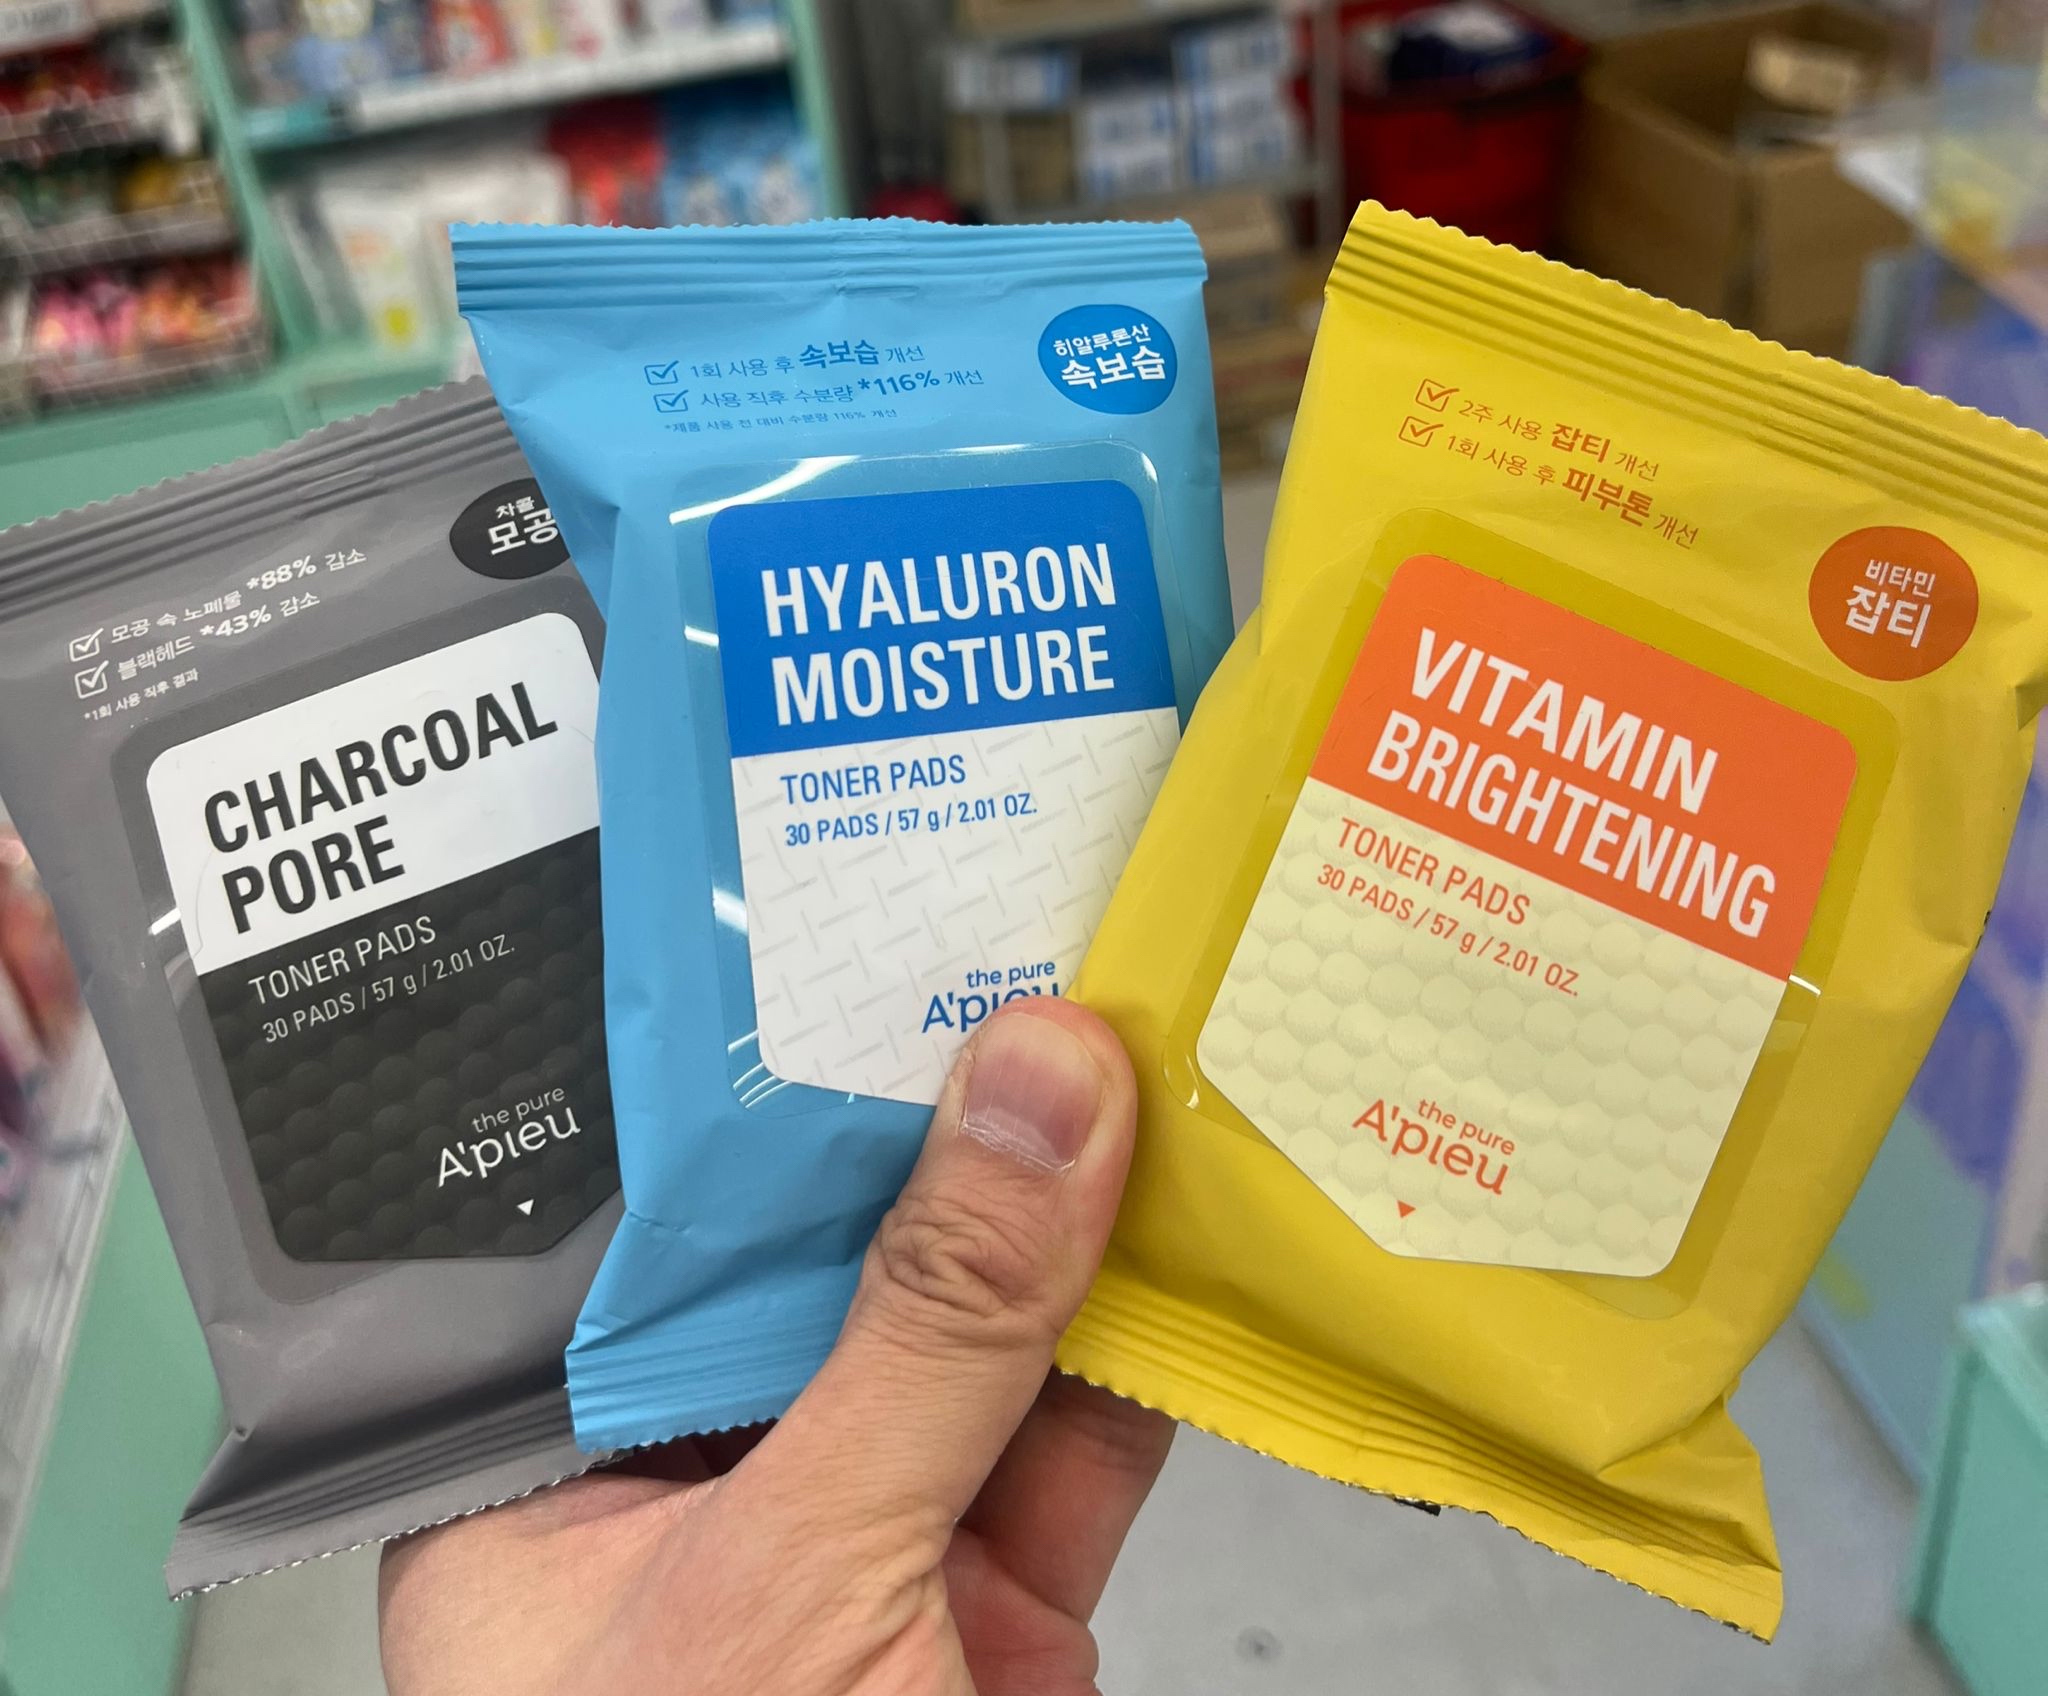 차콜
모공
모공 속 노폐물 *88% 감소
블랙헤드 *43% 감소
*1회 사용 직후 결과
CHARCOAL
PORE
TONER PADS
30 PADS / 57 g / 2.01 OZ.
the pure
A'pieu
히알루론산
속보습
1회 사용 후 속보습 개선
사용 직후 수분량 *116% 개선
*제품 사용 전 대비 수분량 116% 개선
HYALURON
MOISTURE
TONER PADS
30 PADS / 57 g / 2.01 OZ.
the pure
A'pieu
2주 사용 잡티 개선
1회 사용 후 피부톤 개선
비타민
잡티
VITAMIN
BRIGHTENING
TONER PADS
30 PADS / 57 g / 2.01 OZ.
the pure
A'pieu